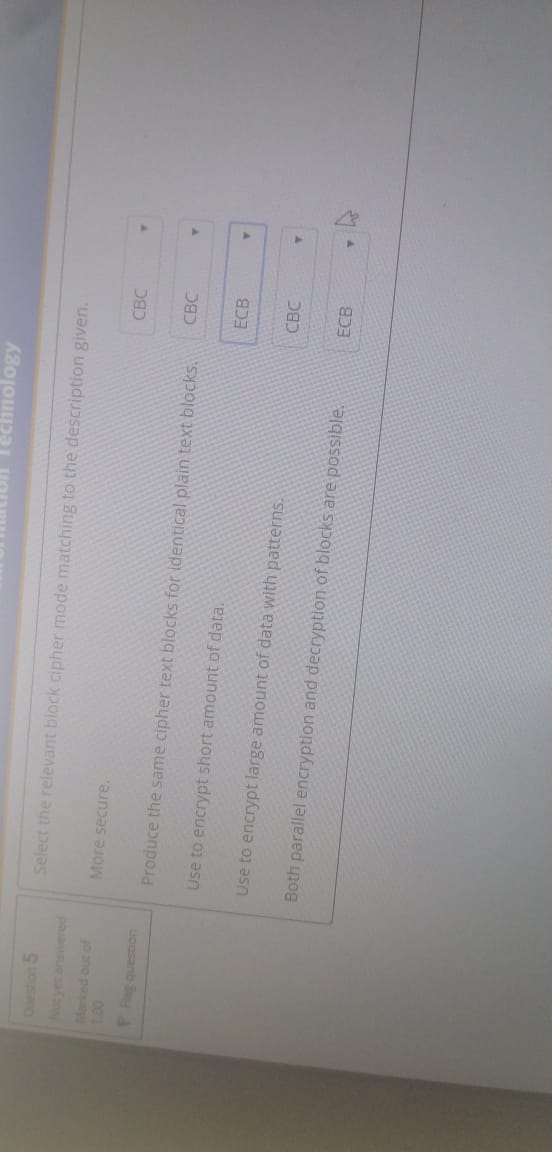 Technology
Question 5
Not yet answered
Marked out of
1.00
Flag question
Select the relevant block cipher mode matching to the description given.
More secure. CBC
Produce the same cipher text blocks for identical plain text blocks. CBC
Use to encrypt short amount of data. ECB
Use to encrypt large amount of data with patterns. CBC
Both parallel encryption and decryption of blocks are possible. ECB